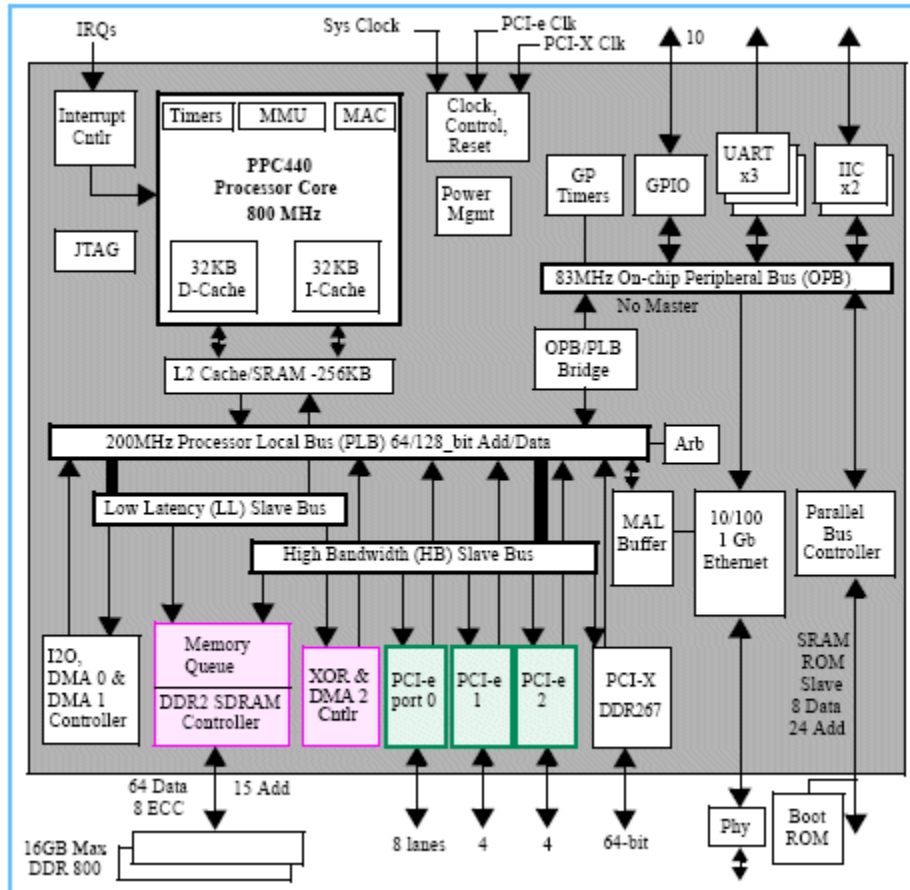 IRQs
Sys Clock
PCI-e Clk
PCI-X Clk
10
Interrupt
Cntlr
Timers
MMU
MAC
PPC440
Processor Core
800 MHz
32KB
D-Cache
32KB
I-Cache
JTAG
Clock,
Control,
Reset
Power
Mgmt
GP
Timers
GPIO
UART
x3
IIC
x2
83MHz On-chip Peripheral Bus (OPB)
No Master
L2 Cache/SRAM -256KB
OPB/PLB
Bridge
200MHz Processor Local Bus (PLB) 64/128_bit Add/Data
Arb
Low Latency (LL) Slave Bus
High Bandwidth (HB) Slave Bus
MAL
Buffer
10/100
1 Gb
Ethernet
Parallel
Bus
Controller
I2O,
DMA 0 &
DMA 1
Controller
Memory
Queue
DDR2 SDRAM
Controller
XOR &
DMA 2
Cntlr
PCI-e
port 0
PCI-e
1
PCI-e
2
PCI-X
DDR267
SRAM
ROM
Slave
8 Data
24 Add
64 Data
8 ECC
15 Add
16GB Max
DDR 800
8 lanes
4
4
64-bit
Phy
Boot
ROM